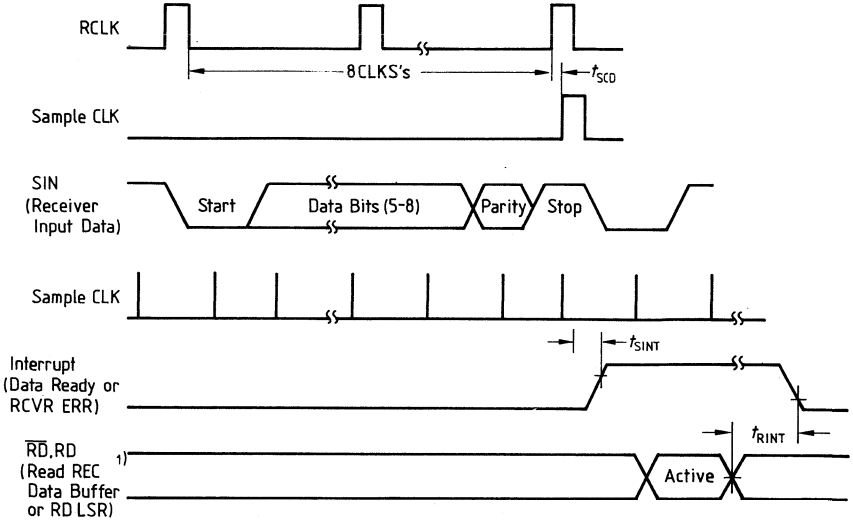 RCLK
8CLKS's
tSCD
Sample CLK
SIN
(Receiver
Input Data)
Start
Data Bits (5-8)
Parity
Stop
Sample CLK
tSINT
Interrupt
(Data Ready or
RCVR ERR)
tRINT
RD,RD 1)
(Read REC
Data Buffer
or RD LSR)
Active